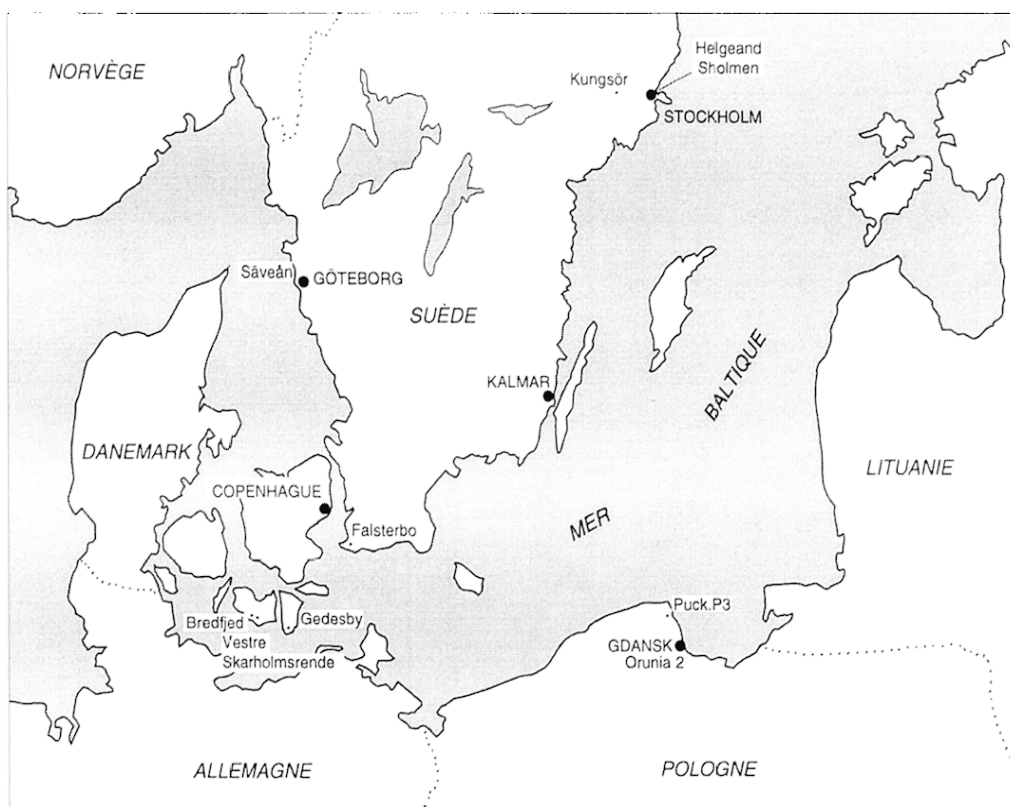 NORVÈGE
Helgeand
Sholmen
Kungsör
STOCKHOLM
Säveån
GÖTEBORG
SUÈDE
KALMAR
BALTIQUE
DANEMARK
LITUANIE
COPENHAGUE
MER
Falsterbo
Puck.P3
Bredfjed
Gedesby
Vestre
Skarholmsrende
GDANSK
Orunia 2
ALLEMAGNE
POLOGNE